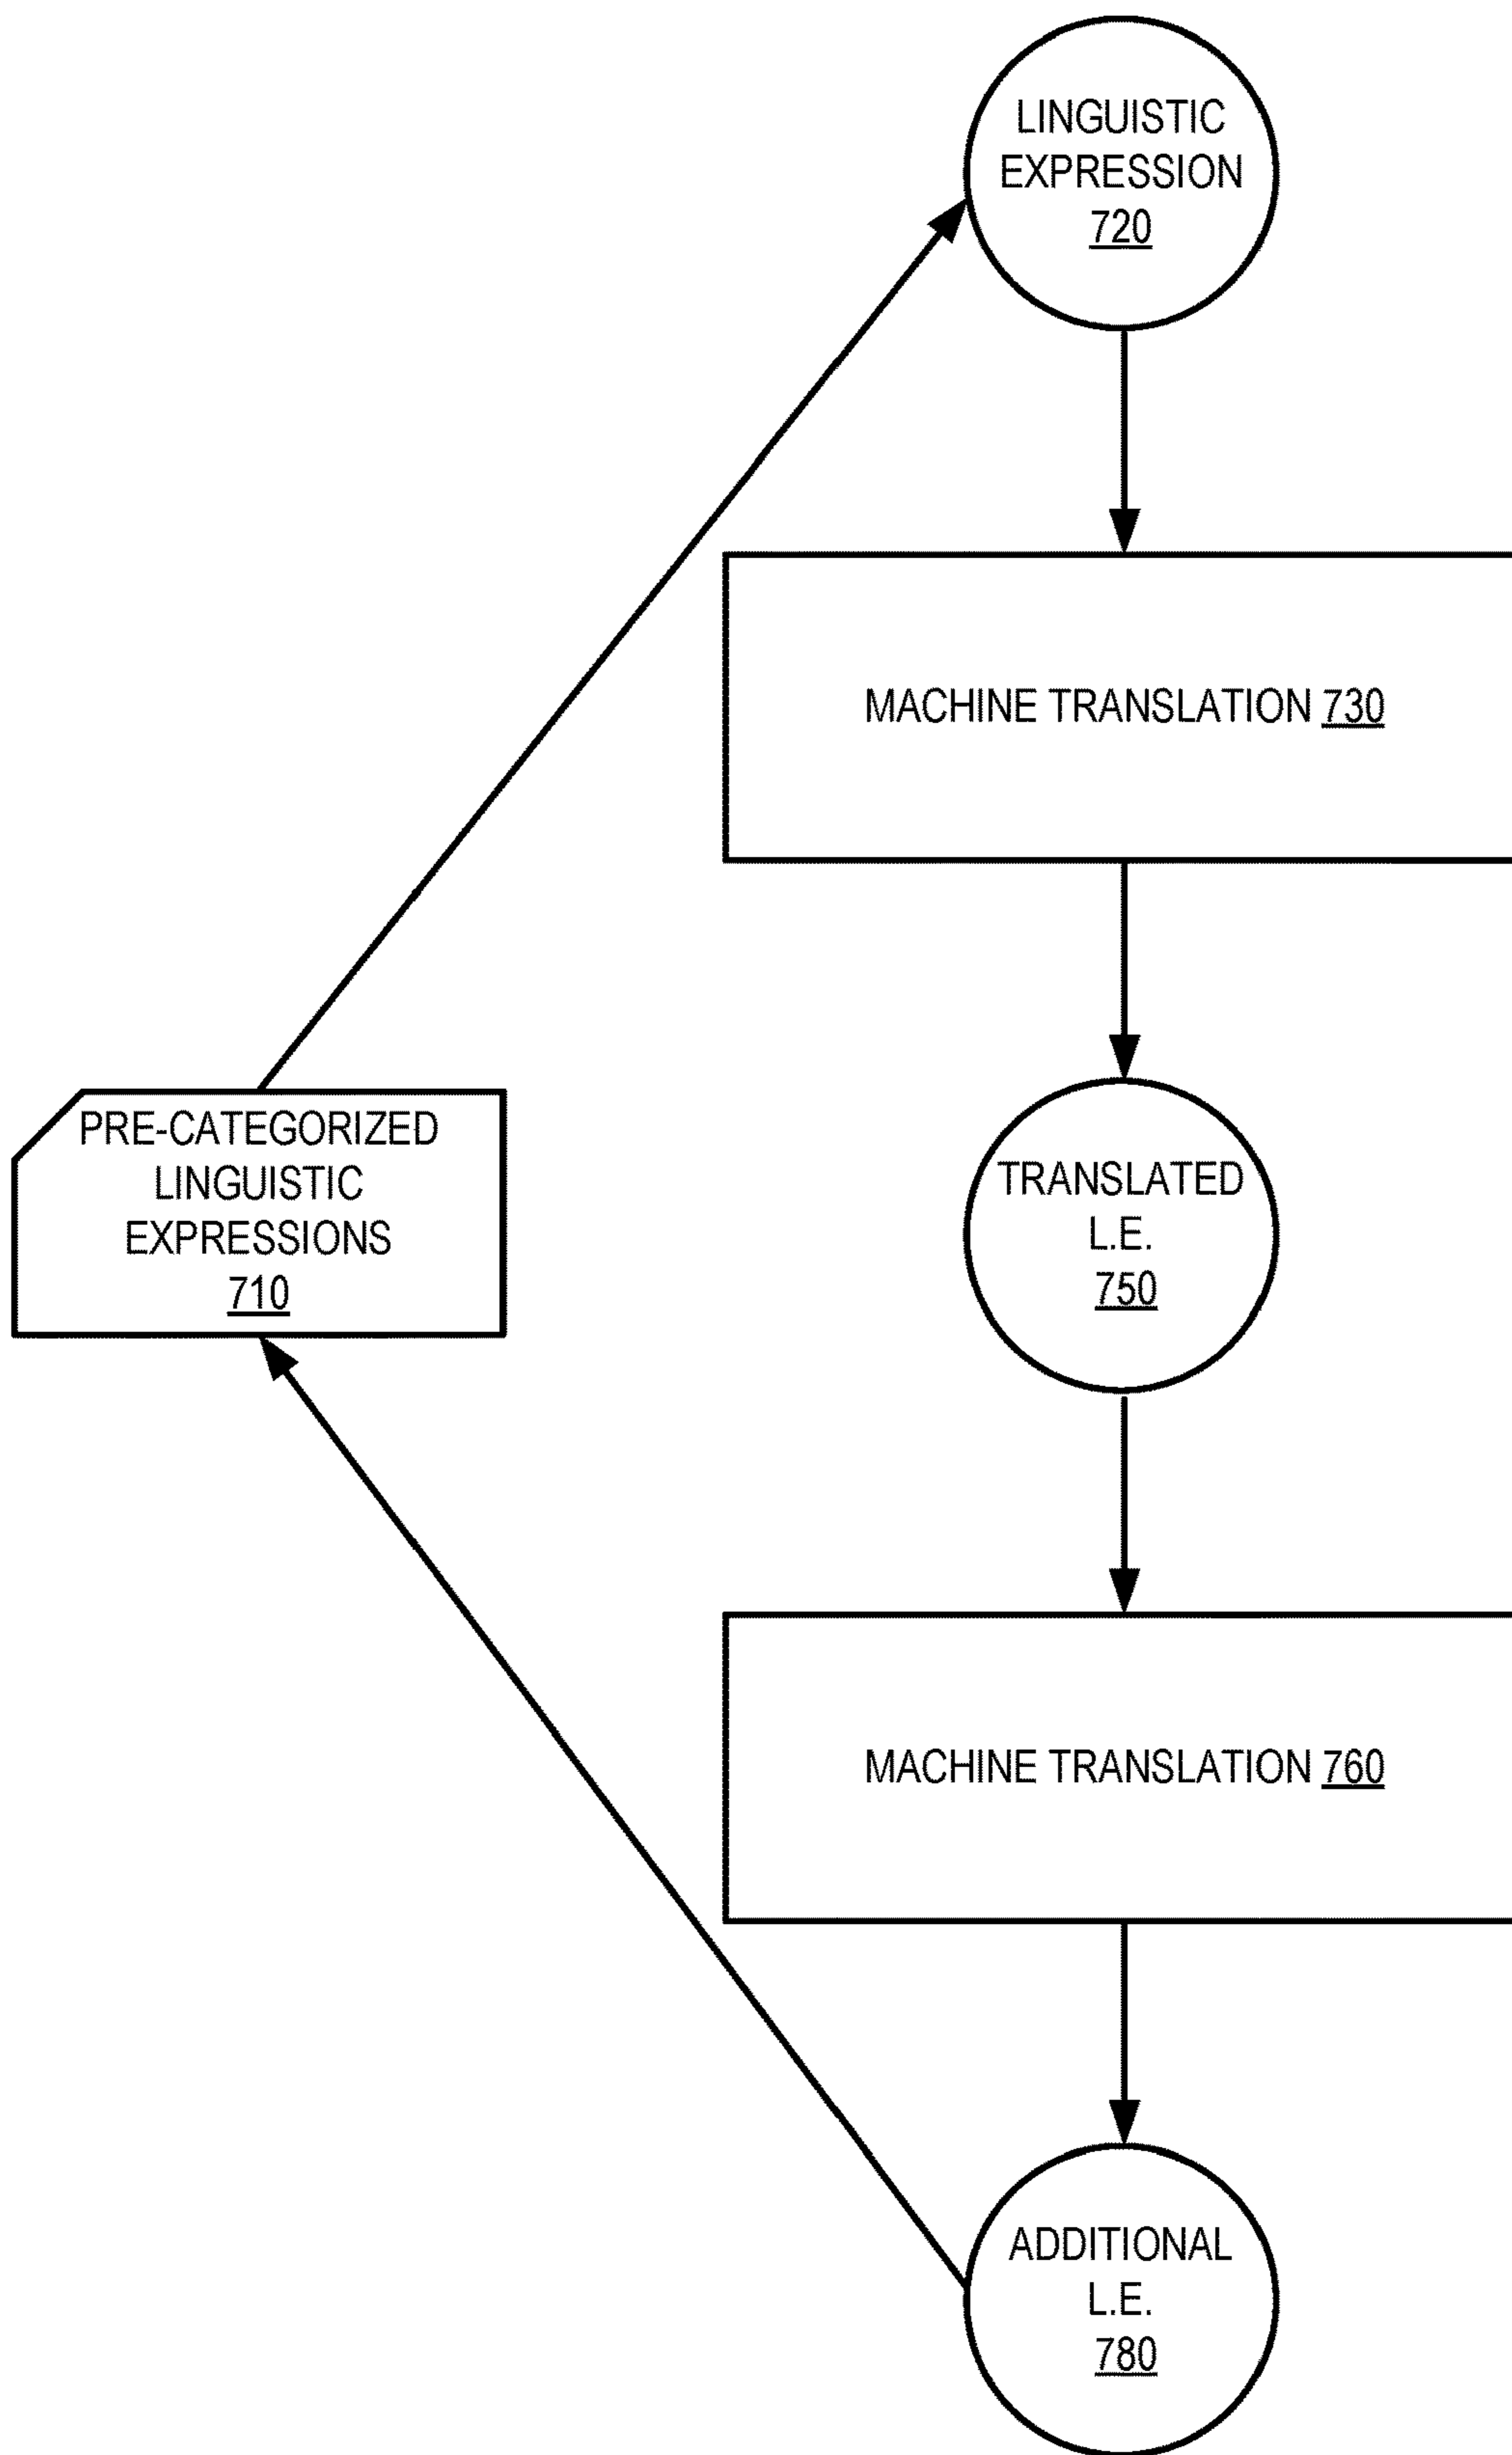 LINGUISTIC
EXPRESSION
720
MACHINE TRANSLATION 730
PRE-CATEGORIZED
LINGUISTIC
EXPRESSIONS
710
TRANSLATED
L.E.
750
MACHINE TRANSLATION 760
ADDITIONAL
L.E.
780